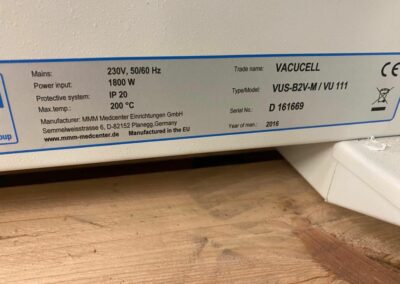 Mains: 230V, 50/60 Hz
Power input: 1800 W
Protective system: IP 20
Max.temp.: 200 °C
Manufacturer: MMM Medcenter Einrichtungen GmbH
Semmelweisstrasse 6, D-82152 Planegg,Germany
www.mmm-medcenter.de Manufactured in the EU
Trade name: VACUCELL
Type/Model: VUS-B2V-M / VU 111
Serial No.: D 161669
Year of man.: 2016
CE
oup